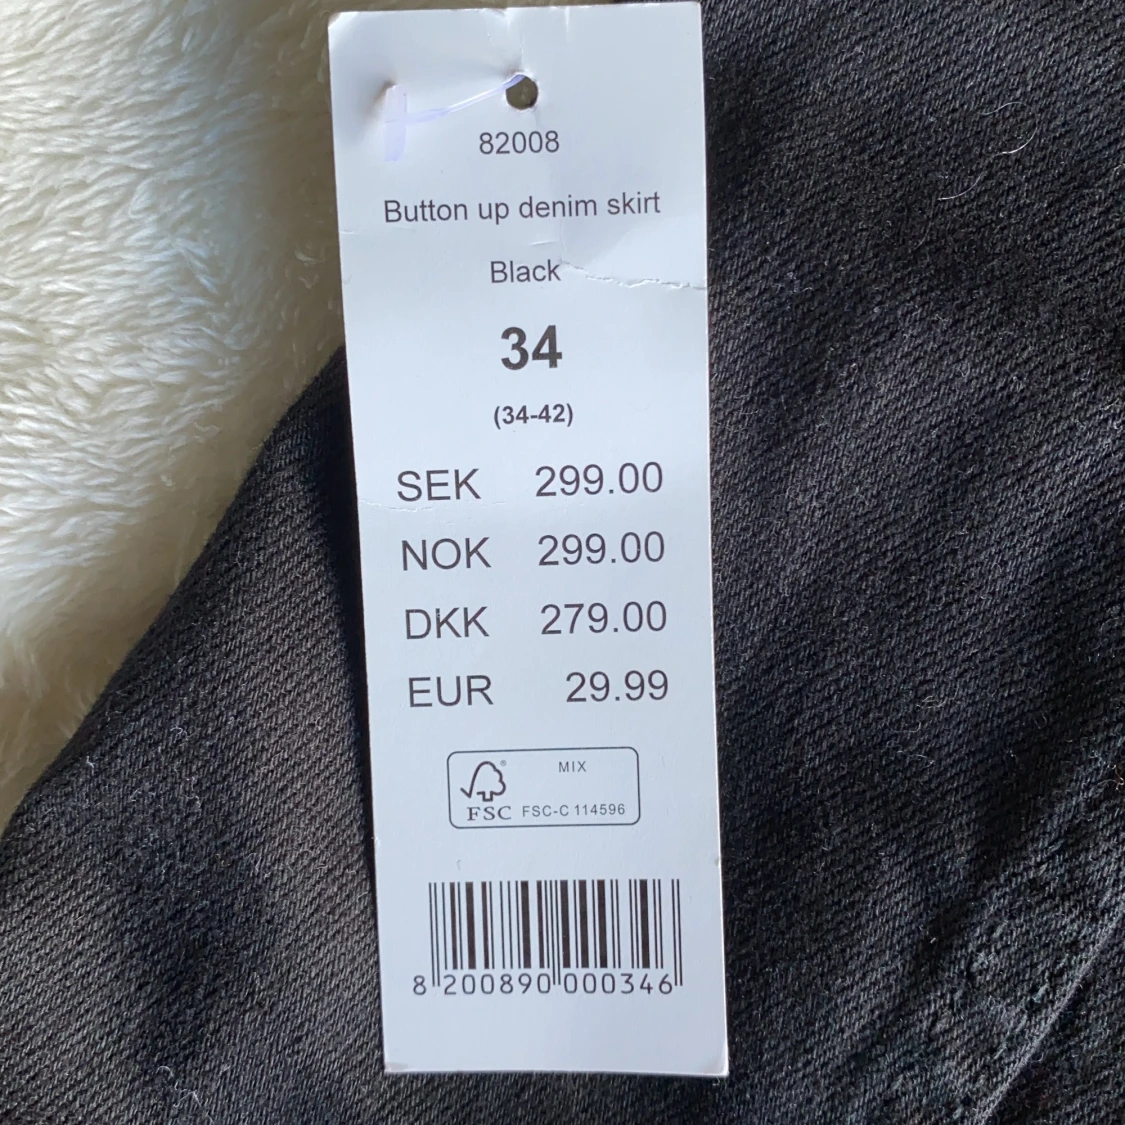 82008
Button up denim skirt
Black
34
(34-42)
SEK 299.00
NOK 299.00
DKK 279.00
EUR 29.99
MIX
FSC FSC-C 114596
8 200890 000346